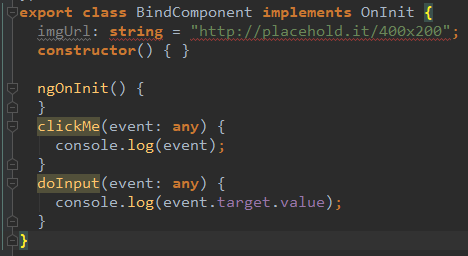 export class BindComponent implements OnInit {
  imgUrl: string = "http://placehold.it/400x200";
  constructor() { }
  ngOnInit() {
  }
  clickMe(event: any) {
    console.log(event);
  }
  doInput(event: any) {
    console.log(event.target.value);
  }
}